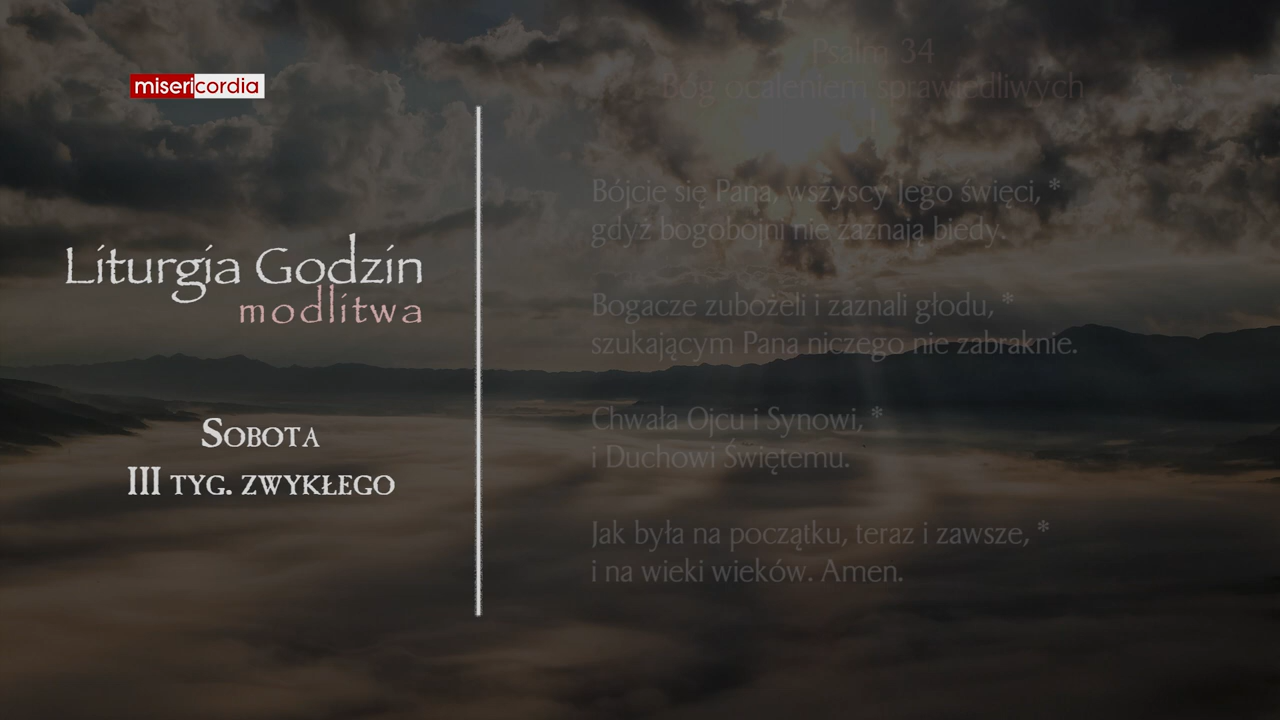 misericordia
Liturgia Godzin
modlitwa
Sobota
III tyg. zwykłego
Psalm 34
Bóg ocaleniem sprawiedliwych
Bójcie się Pana, wszyscy Jego święci, *
gdyż bogobojni nie zaznają biedy.
Bogacze zubożeli i zaznali głodu, *
szukającym Pana niczego nie zabraknie.
Chwała Ojcu i Synowi, *
i Duchowi Świętemu.
Jak była na początku, teraz i zawsze, *
i na wieki wieków. Amen.